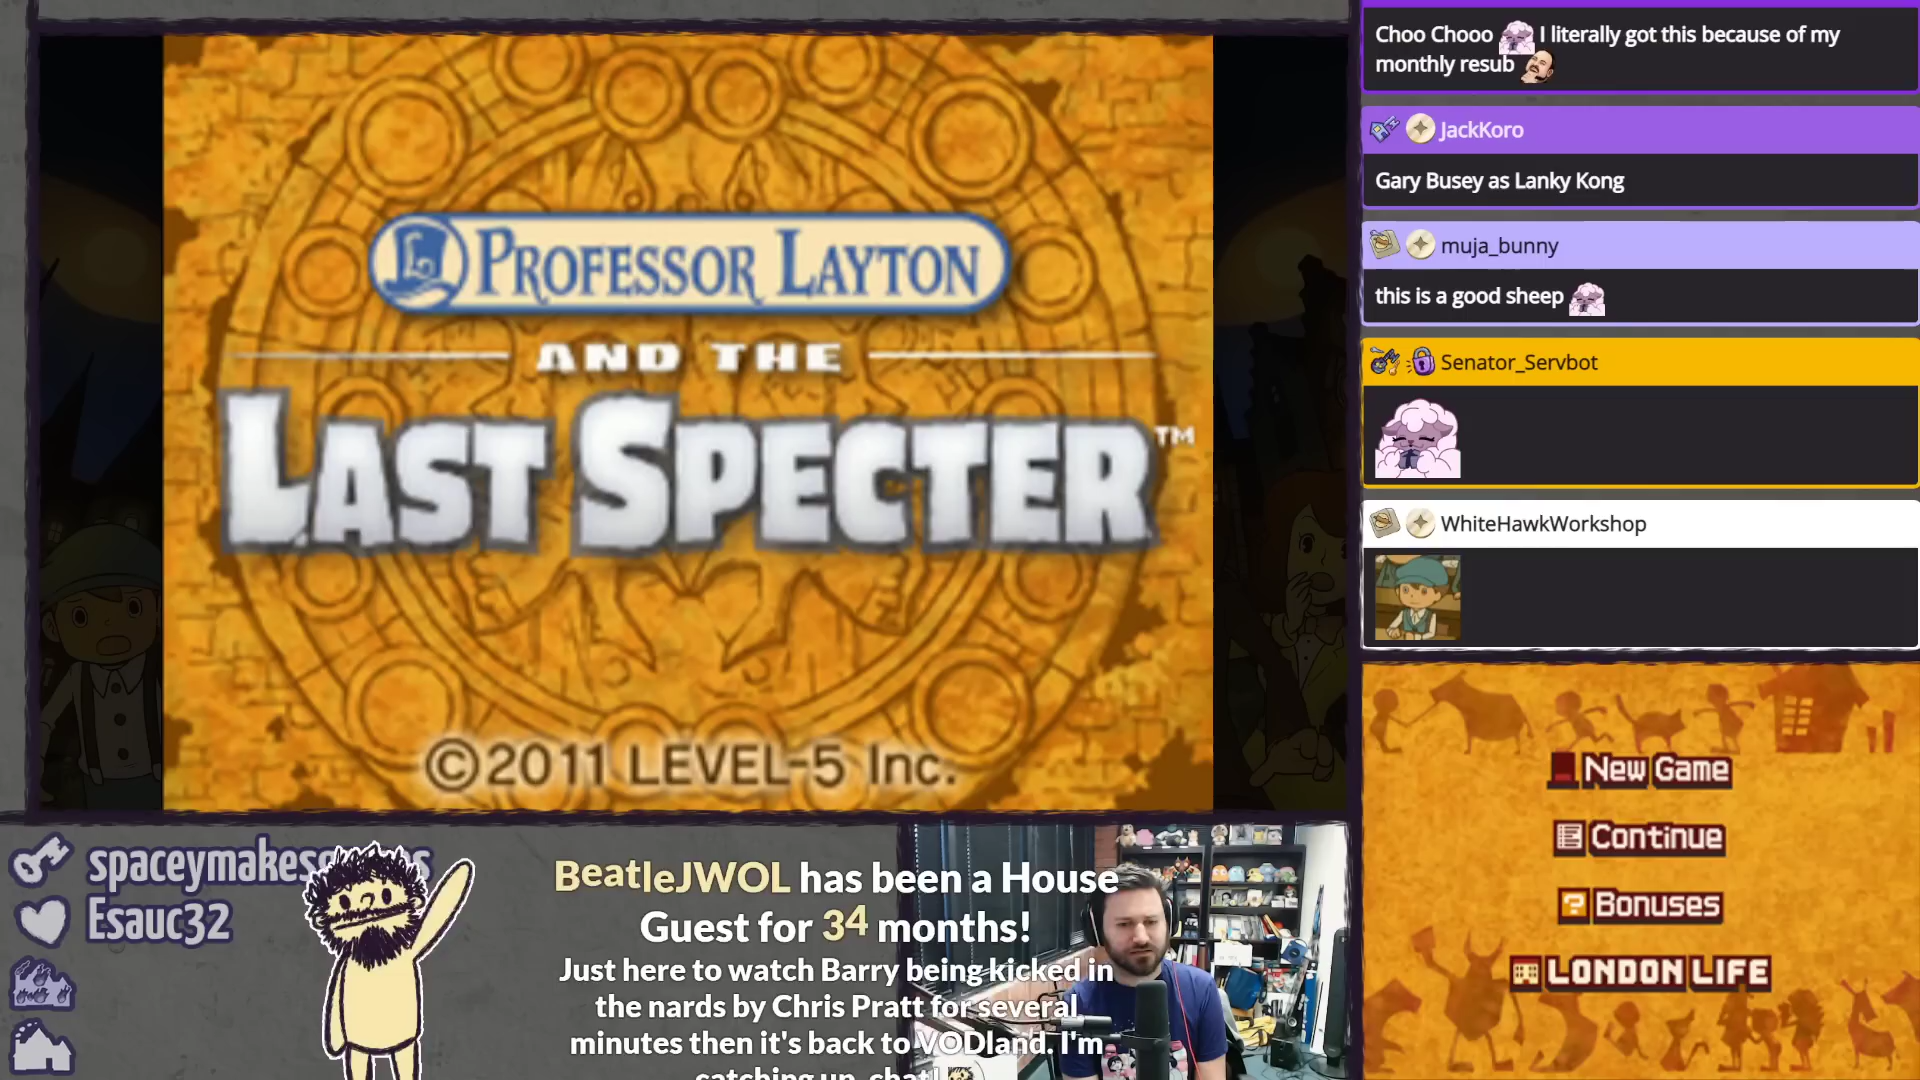 PROFESSOR LAYTON
AND THE
LAST SPECTER™
©2011 LEVEL-5 Inc.
Choo Chooo I literally got this because of my
monthly resub
JackKoro
Gary Busey as Lanky Kong
muja_bunny
this is a good sheep
Senator_Servbot
WhiteHawkWorkshop
New Game
Continue
Bonuses
LONDON LIFE
Esauc32
BeatleJWOL has been a House
Guest for 34 months!
Just here to watch Barry being kicked in
the nards by Chris Pratt for several
minutes then it's back to VODland. I'm
catching up, chat!